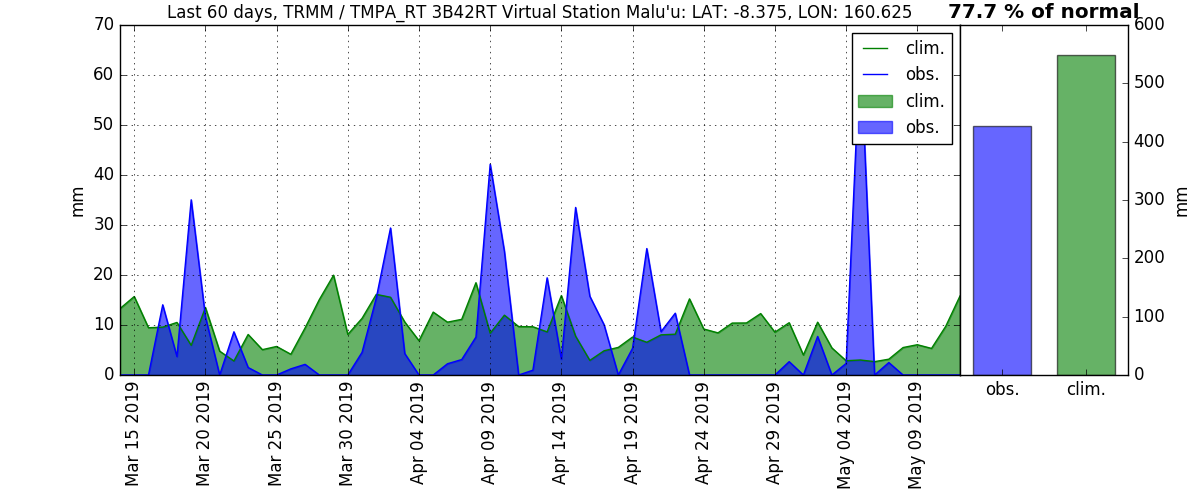 Last 60 days, TRMM / TMPA_RT 3B42RT Virtual Station Malu'u: LAT: -8.375, LON: 160.625
77.7 % of normal
70
60
50
40
30
20
10
0
mm
clim.
obs.
clim.
obs.
600
500
400
300
200
100
0
mm
obs.
clim.
Mar 15 2019
Mar 20 2019
Mar 25 2019
Mar 30 2019
Apr 04 2019
Apr 09 2019
Apr 14 2019
Apr 19 2019
Apr 24 2019
Apr 29 2019
May 04 2019
May 09 2019